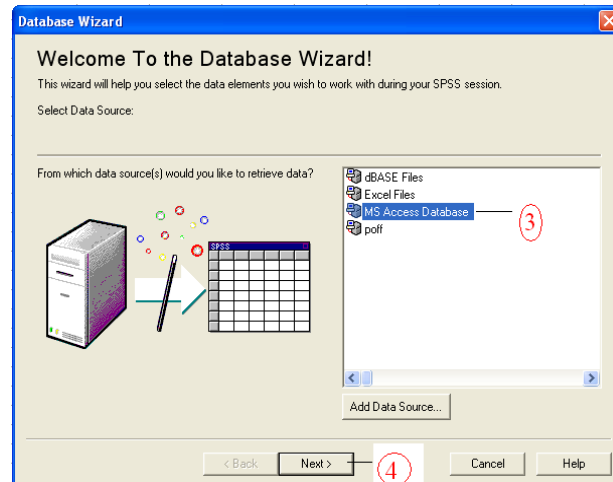 Database Wizard
Welcome To the Database Wizard!
This wizard will help you select the data elements you wish to work with during your SPSS session.
Select Data Source:
From which data source(s) would you like to retrieve data?
SPSS
dBASE Files
Excel Files
MS Access Database
3
poff
Add Data Source...
< Back
Next >
4
Cancel
Help